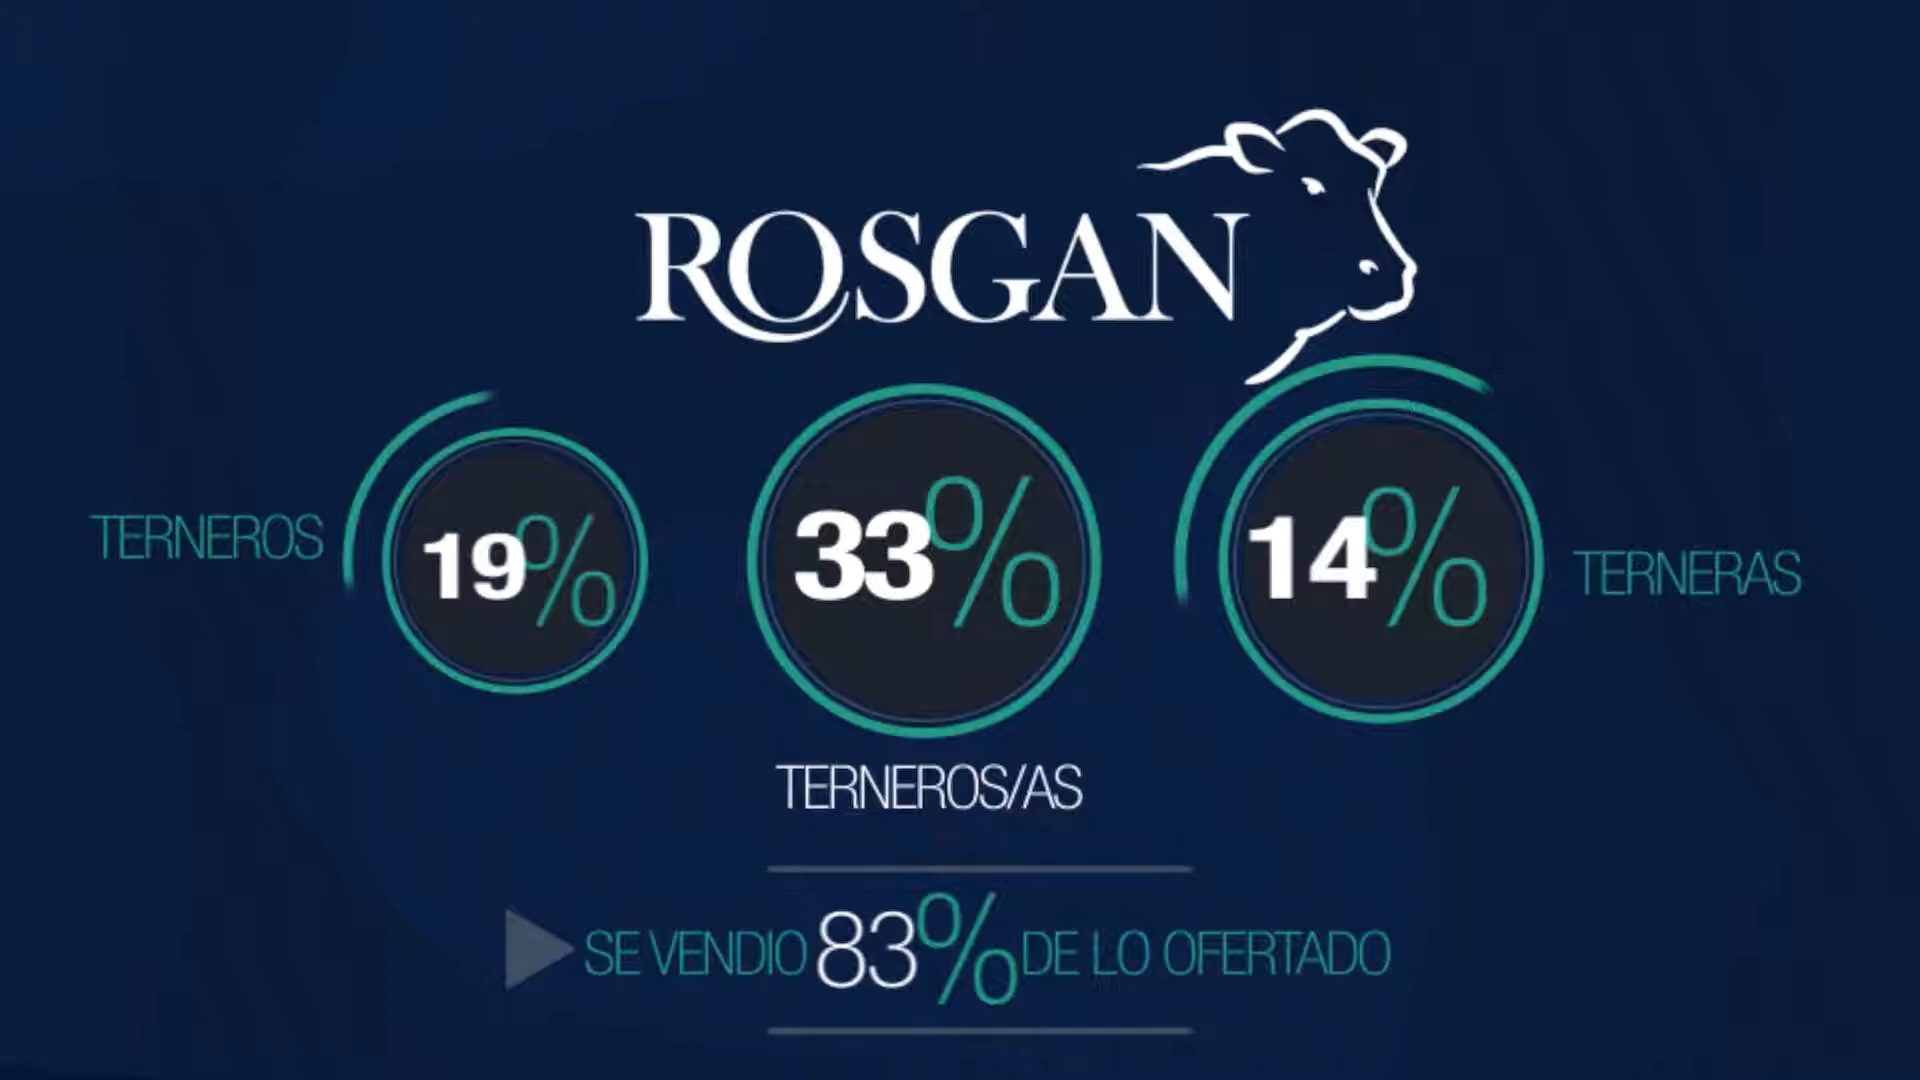 ROSGAN
TERNEROS
19%
33%
14%
TERNERAS
TERNEROS/AS
SE VENDIO 83% DE LO OFERTADO